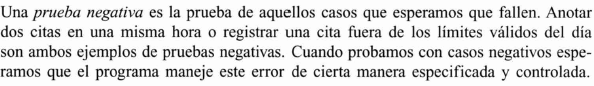 Una prueba negativa es la prueba de aquellos casos que esperamos que fallen. Anotar
dos citas en una misma hora o registrar una cita fuera de los límites válidos del día
son ambos ejemplos de pruebas negativas. Cuando probamos con casos negativos espe-
ramos que el programa maneje este error de cierta manera especificada y controlada.